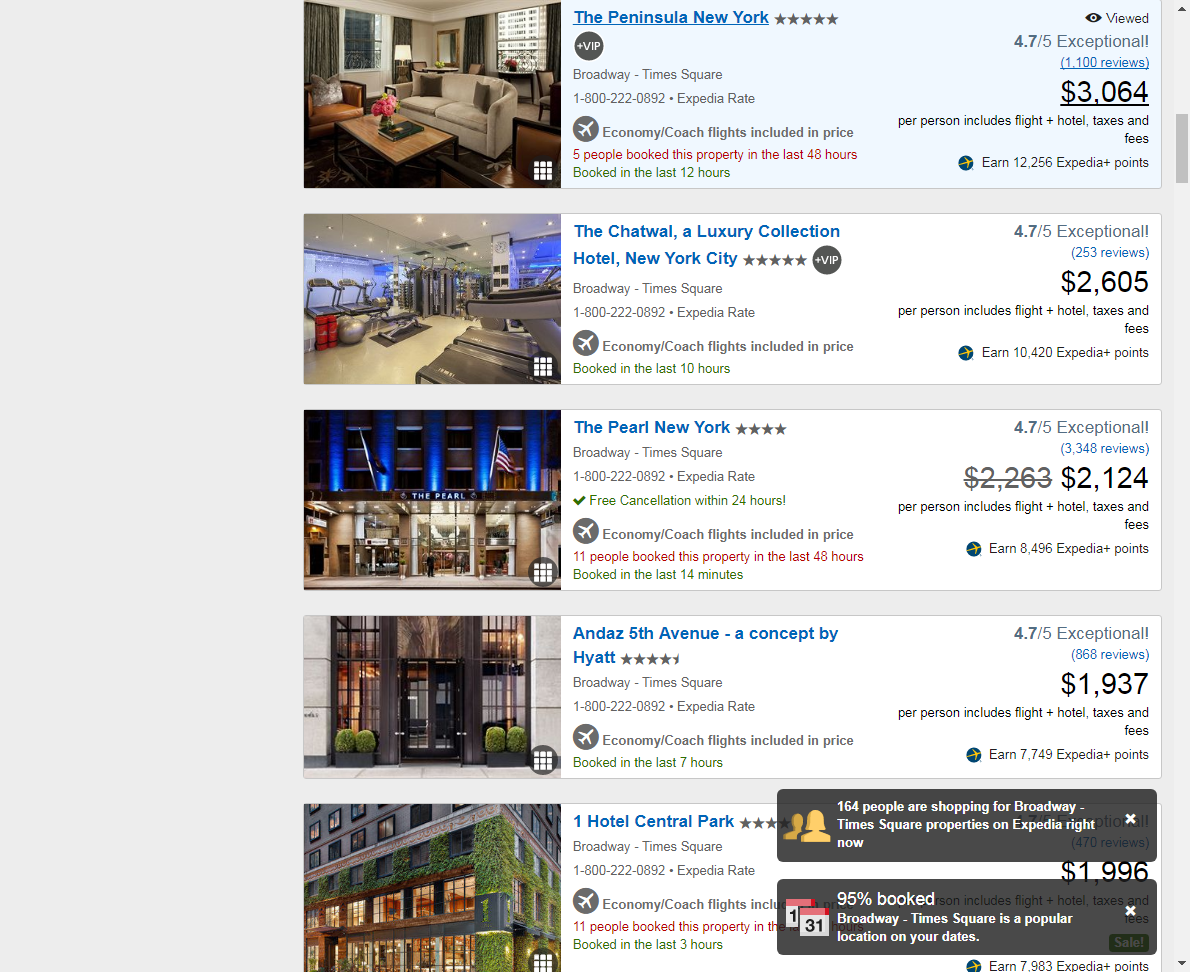 The Peninsula New York
Viewed
+VIP
4.7/5 Exceptional!
(1,100 reviews)
Broadway - Times Square
$3,064
1-800-222-0892 • Expedia Rate
per person includes flight + hotel, taxes and
fees
Economy/Coach flights included in price
5 people booked this property in the last 48 hours
Earn 12,256 Expedia+ points
Booked in the last 12 hours
The Chatwal, a Luxury Collection
Hotel, New York City
+VIP
4.7/5 Exceptional!
(253 reviews)
$2,605
Broadway - Times Square
1-800-222-0892 • Expedia Rate
per person includes flight + hotel, taxes and
fees
Economy/Coach flights included in price
Earn 10,420 Expedia+ points
Booked in the last 10 hours
THE PEARL
The Pearl New York
4.7/5 Exceptional!
(3,348 reviews)
Broadway - Times Square
1-800-222-0892 • Expedia Rate
$2,263 $2,124
Free Cancellation within 24 hours!
per person includes flight + hotel, taxes and
fees
Economy/Coach flights included in price
Earn 8,496 Expedia+ points
11 people booked this property in the last 48 hours
Booked in the last 14 minutes
Andaz 5th Avenue - a concept by
Hyatt
4.7/5 Exceptional!
(868 reviews)
$1,937
Broadway - Times Square
1-800-222-0892 • Expedia Rate
per person includes flight + hotel, taxes and
fees
Economy/Coach flights included in price
Earn 7,749 Expedia+ points
Booked in the last 7 hours
1 Hotel Central Park
Broadway - Times Square
1-800-222-0892 • Expedia Rate
(470 reviews)
$1,996
fees
Economy/Coach flights included in price
11 people booked this property in the last 48 hours
Booked in the last 3 hours
Sale!
Earn 7,983 Expedia+ points
164 people are shopping for Broadway -
Times Square properties on Expedia right
now
95% booked
1
31
Broadway - Times Square is a popular
location on your dates.